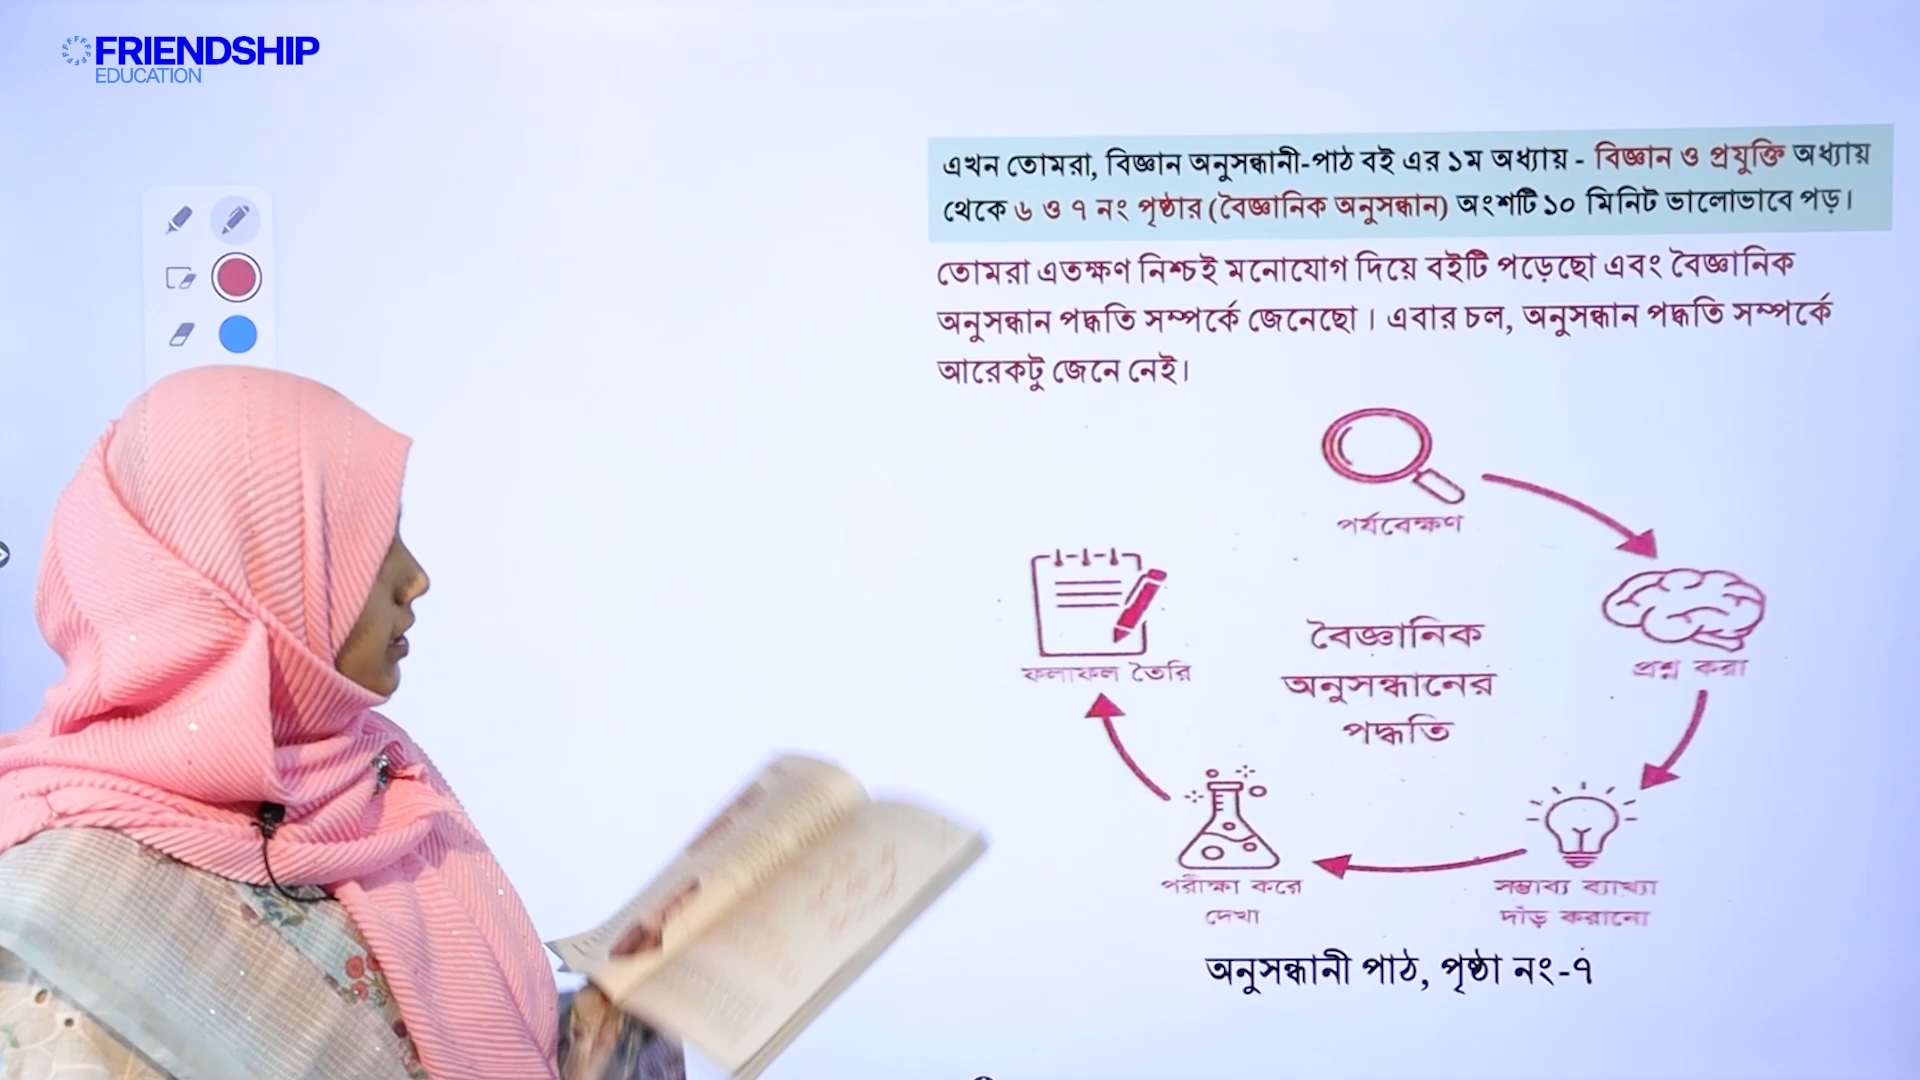 FRIENDSHIP
EDUCATION
এখন তোমরা, বিজ্ঞান অনুসন্ধানী-পাঠ বই এর ১ম অধ্যায় - বিজ্ঞান ও প্রযুক্তি অধ্যায়
থেকে ৬ ও ৭ নং পৃষ্ঠার (বৈজ্ঞানিক অনুসন্ধান) অংশটি ১০ মিনিট ভালোভাবে পড়।
তোমরা এতক্ষণ নিশ্চই মনোযোগ দিয়ে বইটি পড়েছো এবং বৈজ্ঞানিক
অনুসন্ধান পদ্ধতি সম্পর্কে জেনেছো । এবার চল, অনুসন্ধান পদ্ধতি সম্পর্কে
আরেকটু জেনে নেই।
পর্যবেক্ষণ
প্রশ্ন করা
সম্ভাব্য ব্যাখ্যা
দাঁড় করানো
পরীক্ষা করে
দেখা
ফলাফল তৈরি
বৈজ্ঞানিক
অনুসন্ধানের
পদ্ধতি
অনুসন্ধানী পাঠ, পৃষ্ঠা নং-৭